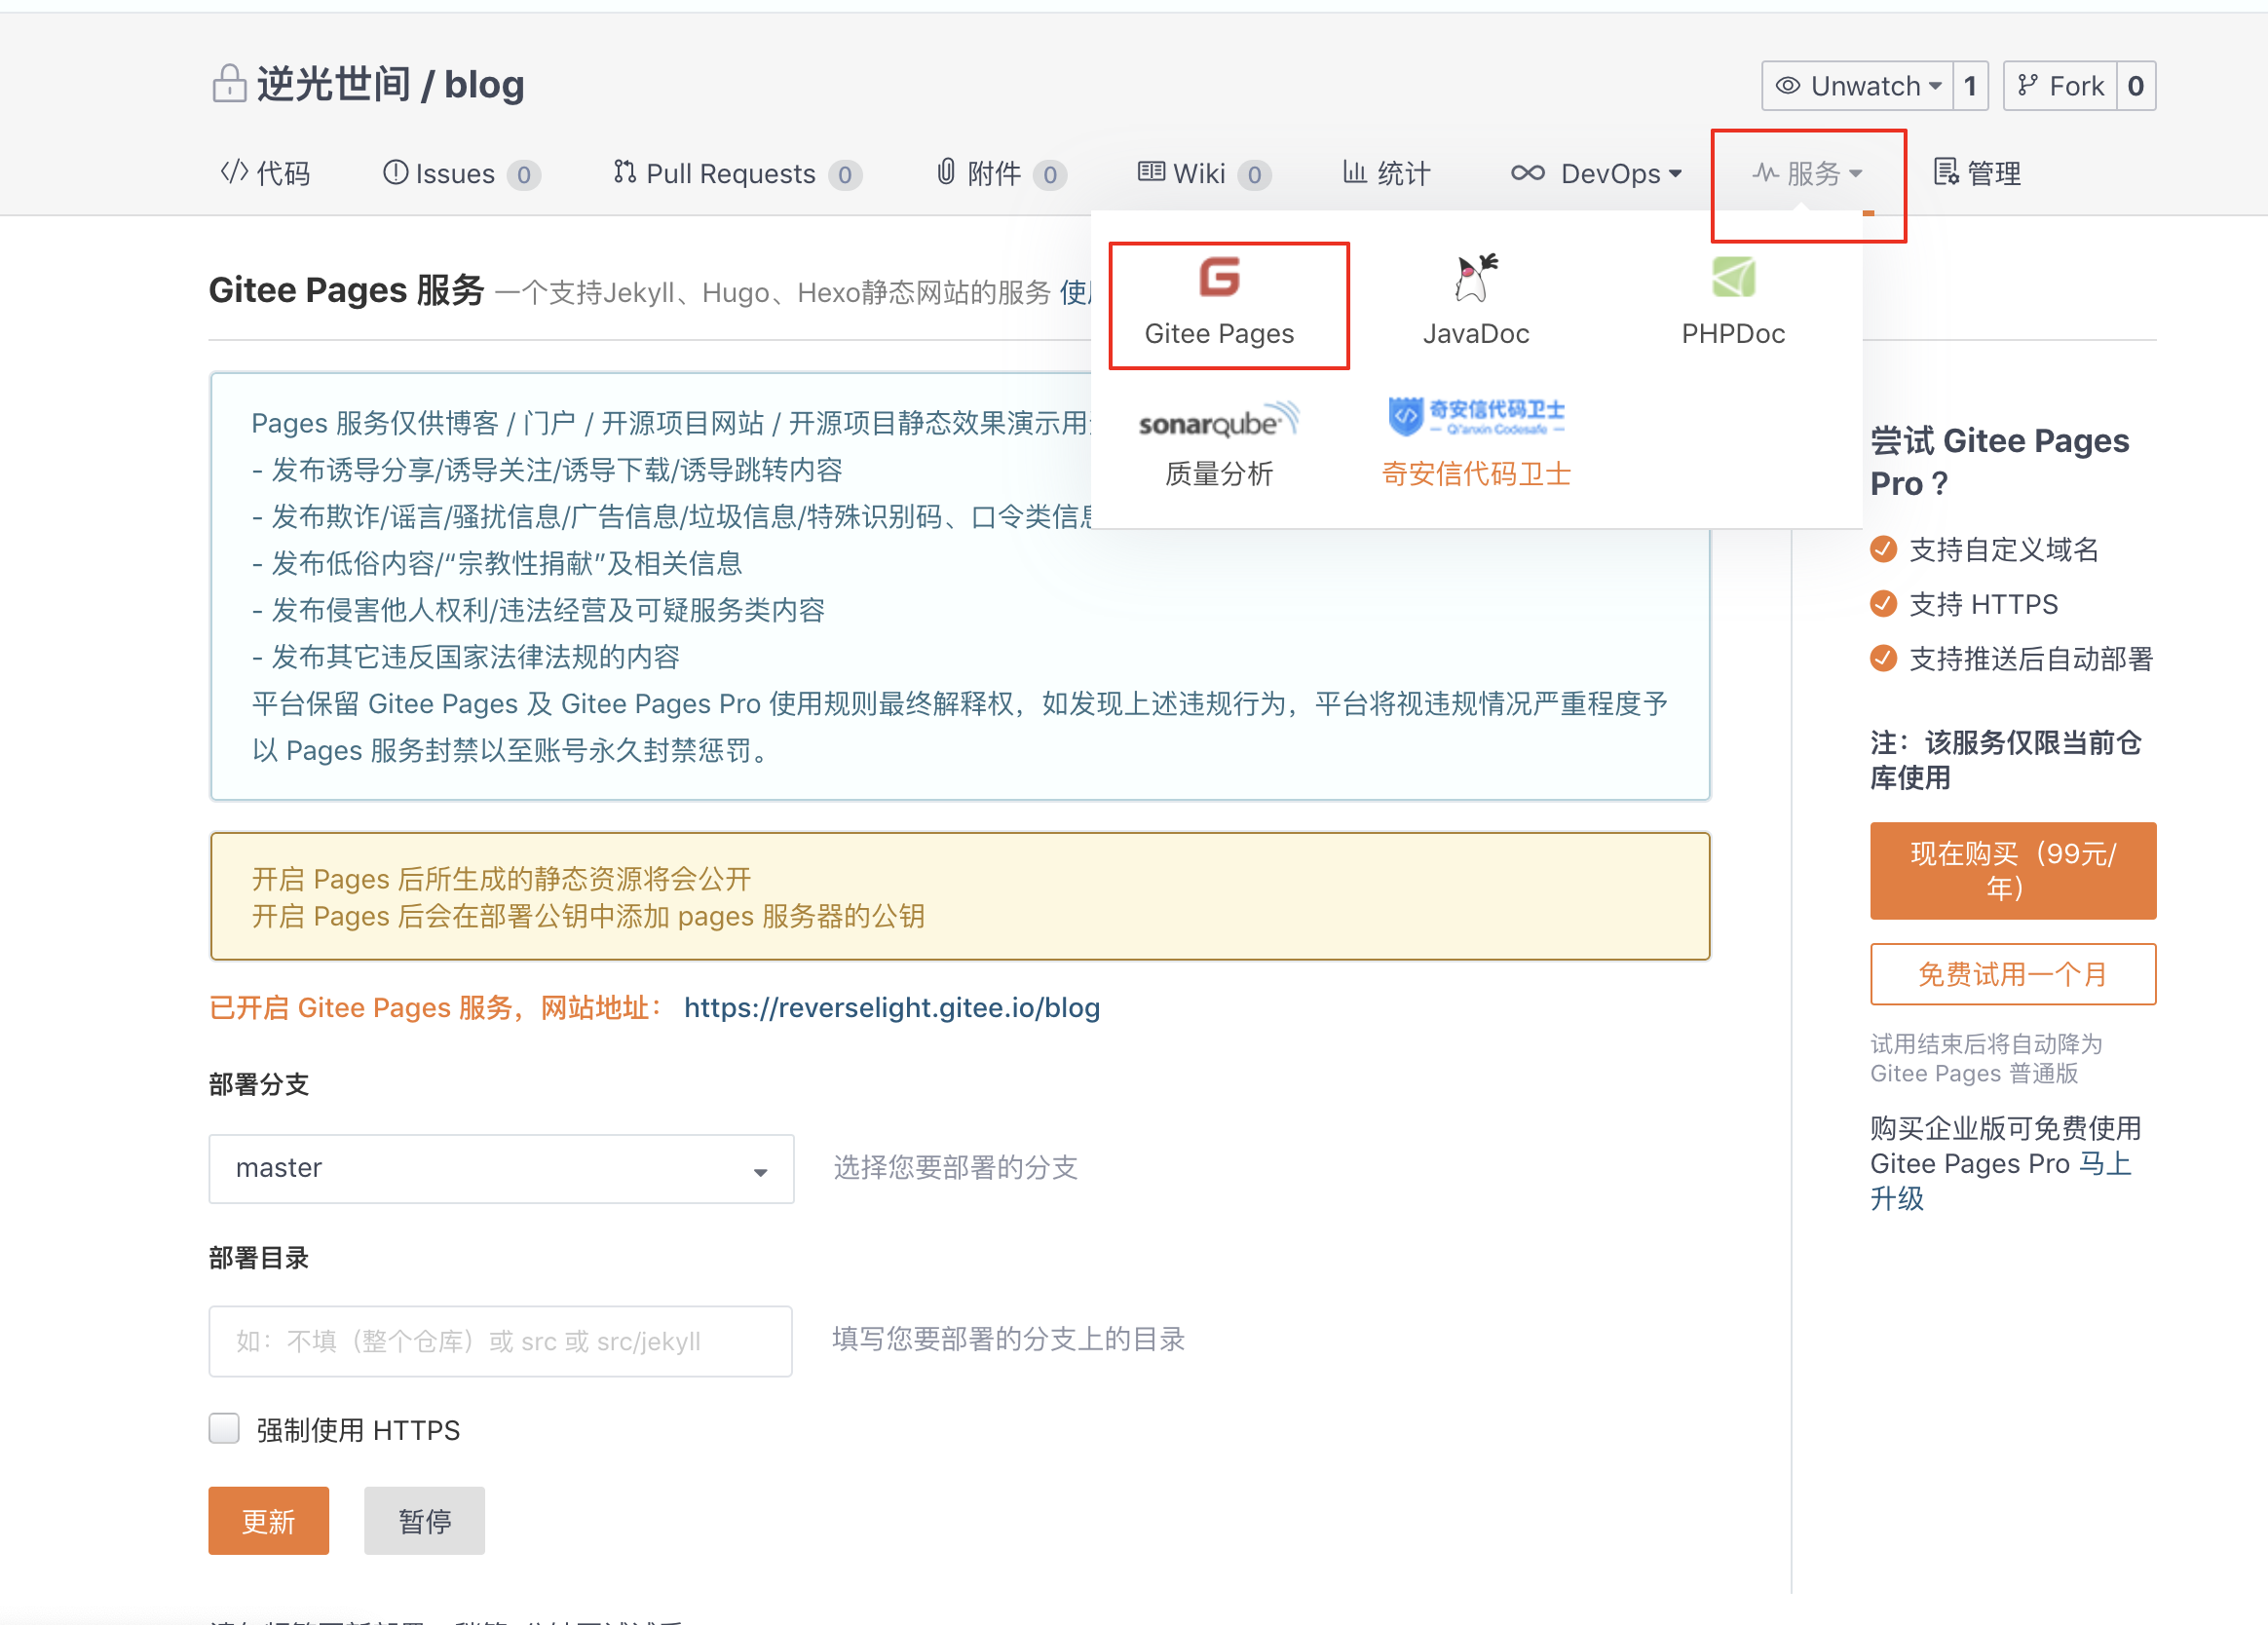 逆光世间 / blog
Unwatch 1 Fork 0
代码 Issues 0 Pull Requests 0 附件 0 Wiki 0 统计 DevOps 服务 管理
Gitee Pages 服务 一个支持Jekyll、Hugo、Hexo静态网站的服务
Gitee Pages JavaDoc PHPDoc
sonarqube 奇安信代码卫士
Qi'anxin Codesafe
质量分析 奇安信代码卫士
Pages 服务仅供博客 / 门户 / 开源项目网站 / 开源项目静态效果演示用
- 发布诱导分享/诱导关注/诱导下载/诱导跳转内容
- 发布欺诈/谣言/骚扰信息/广告信息/垃圾信息/特殊识别码、口令类信息
- 发布低俗内容/“宗教性捐献”及相关信息
- 发布侵害他人权利/违法经营及可疑服务类内容
- 发布其它违反国家法律法规的内容
平台保留 Gitee Pages 及 Gitee Pages Pro 使用规则最终解释权，如发现上述违规行为，平台将视违规情况严重程度予
以 Pages 服务封禁以至账号永久封禁惩罚。
开启 Pages 后所生成的静态资源将会公开
开启 Pages 后会在部署公钥中添加 pages 服务器的公钥
已开启 Gitee Pages 服务，网站地址： https://reverselight.gitee.io/blog
部署分支
master 选择您要部署的分支
部署目录
如：不填（整个仓库）或 src 或 src/jekyll 填写您要部署的分支上的目录
强制使用 HTTPS
更新 暂停
尝试 Gitee Pages
Pro ?
支持自定义域名
支持 HTTPS
支持推送后自动部署
注：该服务仅限当前仓
库使用
现在购买（99元/
年）
免费试用一个月
试用结束后将自动降为
Gitee Pages 普通版
购买企业版可免费使用
Gitee Pages Pro 马上
升级